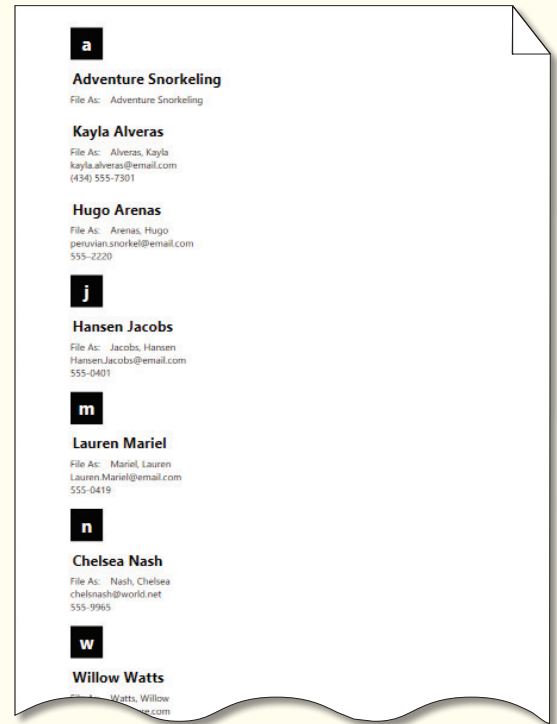 a
Adventure Snorkeling
File As: Adventure Snorkeling
Kayla Alveras
File As: Alveras, Kayla
kayla.alveras@email.com
(434) 555-7301
Hugo Arenas
File As: Arenas, Hugo
peruvian.snorkel@email.com
555--2220
j
Hansen Jacobs
File As: Jacobs, Hansen
Hansen.Jacobs@email.com
555-0401
m
Lauren Mariel
File As: Mariel, Lauren
Lauren.Mariel@email.com
555-0419
n
Chelsea Nash
File As: Nash, Chelsea
chelsnash@world.net
555-9965
w
Willow Watts
File As: Watts, Willow